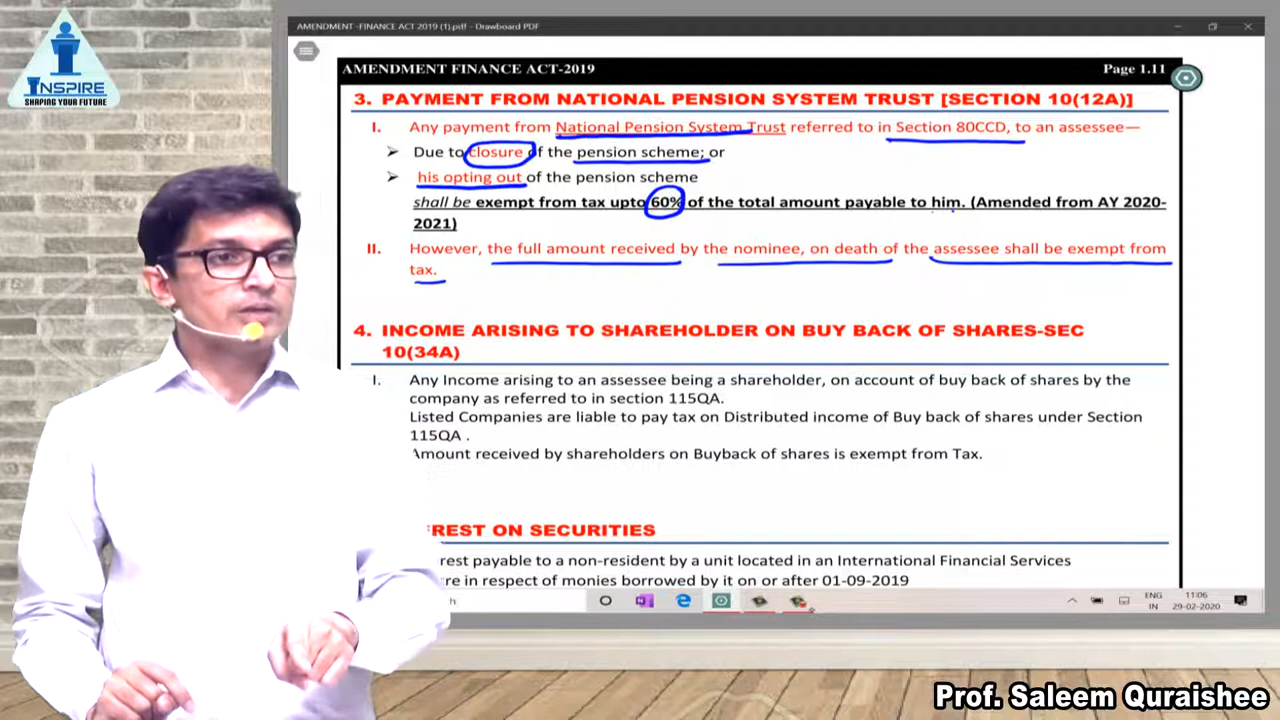 AMENDMENT -FINANCE ACT 2019 (1).pdf - Drawboard PDF
INSPIRE
SHAPING YOUR FUTURE
AMENDMENT FINANCE ACT-2019 Page 1.11
3. PAYMENT FROM NATIONAL PENSION SYSTEM TRUST [SECTION 10(12A)]
I. Any payment from National Pension System Trust referred to in Section 80CCD, to an assessee—
➤ Due to closure of the pension scheme; or
➤ his opting out of the pension scheme
shall be exempt from tax upto 60% of the total amount payable to him. (Amended from AY 2020-
2021)
II. However, the full amount received by the nominee, on death of the assessee shall be exempt from
tax.
4. INCOME ARISING TO SHAREHOLDER ON BUY BACK OF SHARES-SEC
10(34A)
I. Any Income arising to an assessee being a shareholder, on account of buy back of shares by the
company as referred to in section 115QA.
Listed Companies are liable to pay tax on Distributed income of Buy back of shares under Section
115QA .
Amount received by shareholders on Buyback of shares is exempt from Tax.
REST ON SECURITIES
rest payable to a non-resident by a unit located in an International Financial Services
re in respect of monies borrowed by it on or after 01-09-2019
h
ENG 11:06
IN 29-02-2020
Prof. Saleem Quraishee